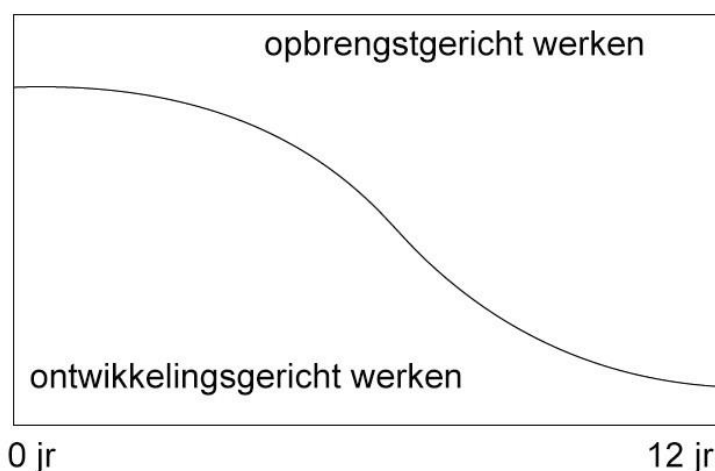 opbrengstgericht werken
ontwikkelingsgericht werken
0 jr
12 jr